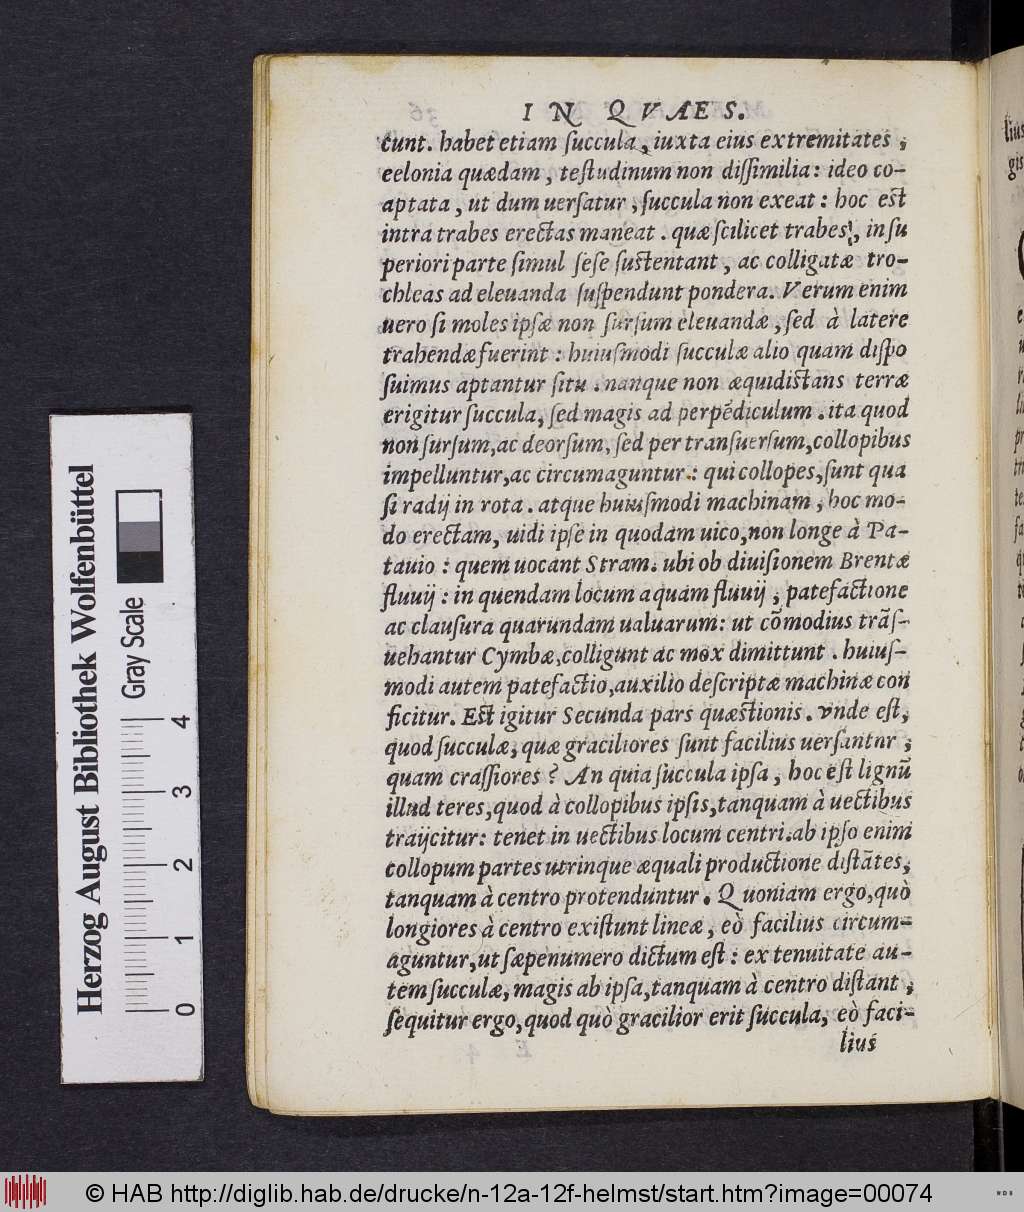 IN QVAES.
cunt. habet etiam ſuccula, iuxta eius extremitates,
eelonia quædam, teſtudinum non diſſimilia: ideo co-
aptata, ut dum uerſatur, ſuccula non exeat: hoc eſt
intra trabes erectas maneat. quæ ſcilicet trabes, in ſu
periori parte ſimul ſeſe ſuſtentant, ac colligatæ tro-
chleas ad eleuanda ſuſpendunt pondera. Verum enim
uero ſi moles ipſæ non ſurſum eleuandæ, ſed à latere
trahendæ fuerint: huiuſmodi ſucculæ alio quam diſpo
ſuimus aptantur ſitu. nanque non æquidiſtans terræ
erigitur ſuccula, ſed magis ad perpēdiculum. ita quod
non ſurſum, ac deorſum, ſed per tranſuerſum, collopibus
impelluntur, ac circumaguntur: qui collopes, ſunt qua
ſi radij in rota. atque huiuſmodi machinam, hoc mo-
do erectam, uidi ipſe in quodam uico, non longe à Pa-
tauio: quem uocant Stram. ubi ob diuiſionem Brentæ
fluuij: in quendam locum aquam fluuij, patefactione
ac clauſura quarundam ualuarum: ut cōmodius trāſ-
uehantur Cymbæ, colligunt ac mox dimittunt. huiuſ-
modi autem patefactio, auxilio deſcriptæ machinæ con
ficitur. Eſt igitur Secunda pars quæſtionis. vnde eſt,
quod ſucculæ, quæ graciliores ſunt facilius uerſantnr,
quam craſſiores? An quia ſuccula ipſa, hoc eſt lignū
illud teres, quod à collopibus ipſis, tanquam à uectibus
traijcitur: tenet in uectibus locum centri. ab ipſo enim
collopum partes utrinque æquali productione diſtātes,
tanquam à centro protenduntur. Quoniam ergo, quò
longiores à centro exiſtunt lineæ, eò facilius circum-
aguntur, ut ſæpenumero dictum eſt: ex tenuitate au-
tem ſucculæ, magis ab ipſa, tanquam à centro diſtant,
ſequitur ergo, quod quò gracilior erit ſuccula, eò faci-
lius
Herzog August Bibliothek Wolfenbüttel
Gray Scale
0 1 2 3 4
lius
gis
© HAB http://diglib.hab.de/drucke/n-12a-12f-helmst/start.htm?image=00074